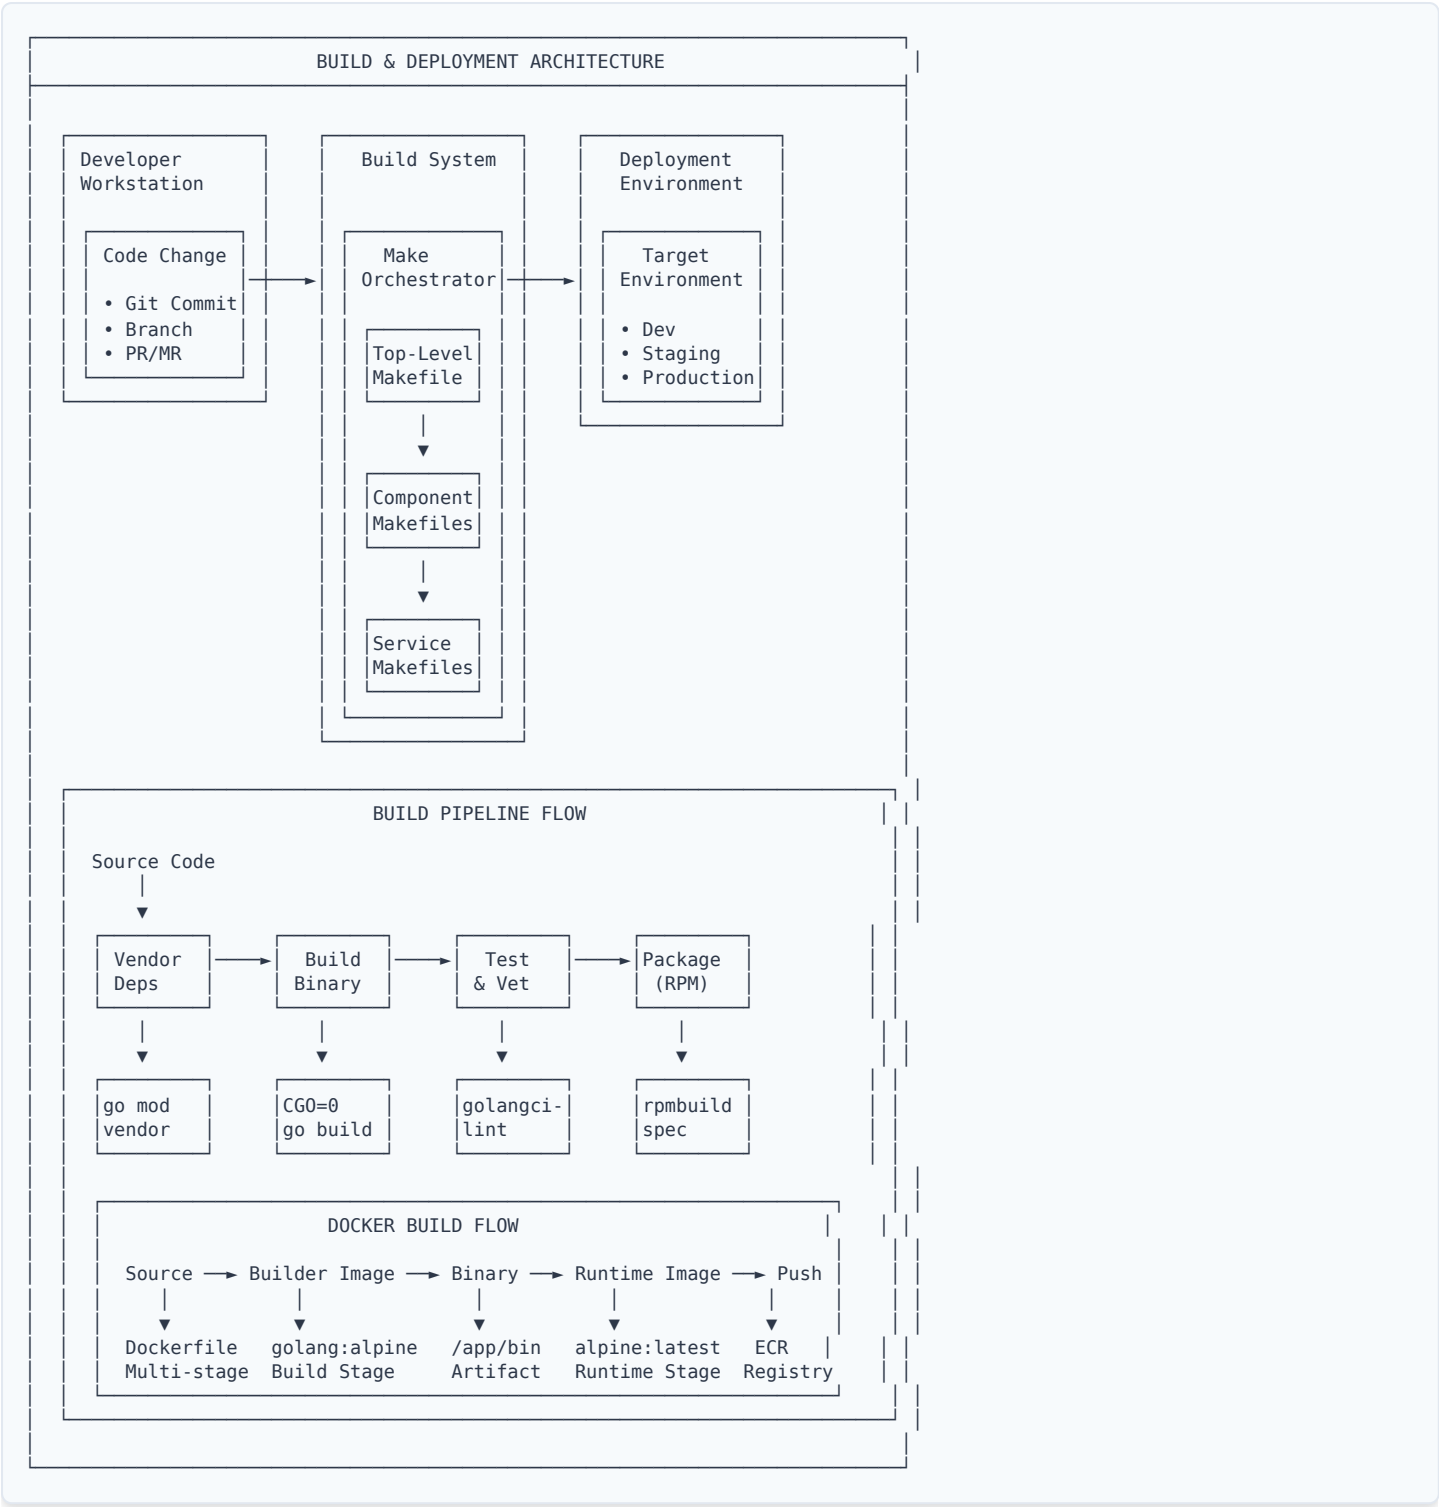 BUILD & DEPLOYMENT ARCHITECTURE
Developer
Workstation
Code Change
• Git Commit
• Branch
• PR/MR
Build System
Make
Orchestrator
Top-Level
Makefile
Component
Makefiles
Service
Makefiles
Deployment
Environment
Target
Environment
• Dev
• Staging
• Production
BUILD PIPELINE FLOW
Source Code
Vendor
Deps
Build
Binary
Test
& Vet
Package
(RPM)
go mod
vendor
CGO=0
go build
golangci-
lint
rpmbuild
spec
DOCKER BUILD FLOW
Source ──► Builder Image ──► Binary ──► Runtime Image ──► Push
Dockerfile golang:alpine /app/bin alpine:latest ECR
Multi-stage Build Stage Artifact Runtime Stage Registry